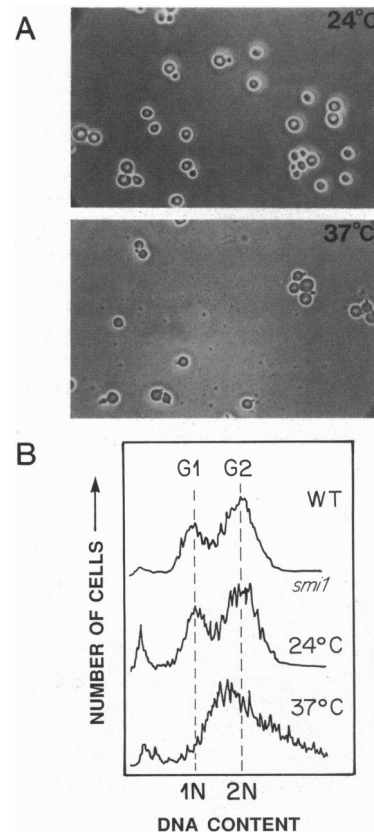 A
24°C
37°C
B
G1 G2
WT
smi1
24°C
37°C
NUMBER OF CELLS
1N 2N
DNA CONTENT